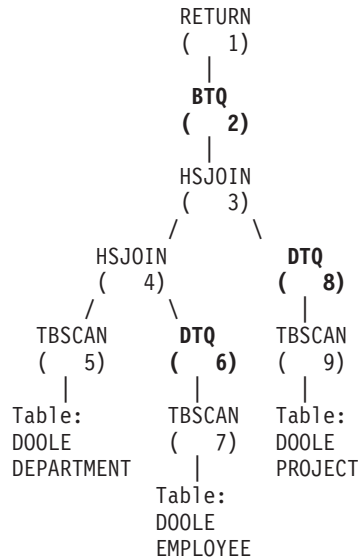 RETURN
( 1)
|
BTQ
( 2)
|
HSJOIN
( 3)
/ \
HSJOIN DTQ
( 4) ( 8)
/ \ |
TBSCAN DTQ TBSCAN
( 5) ( 6) ( 9)
| | |
Table: TBSCAN Table:
DOOLE ( 7) DOOLE
DEPARTMENT | PROJECT
Table:
DOOLE
EMPLOYEE